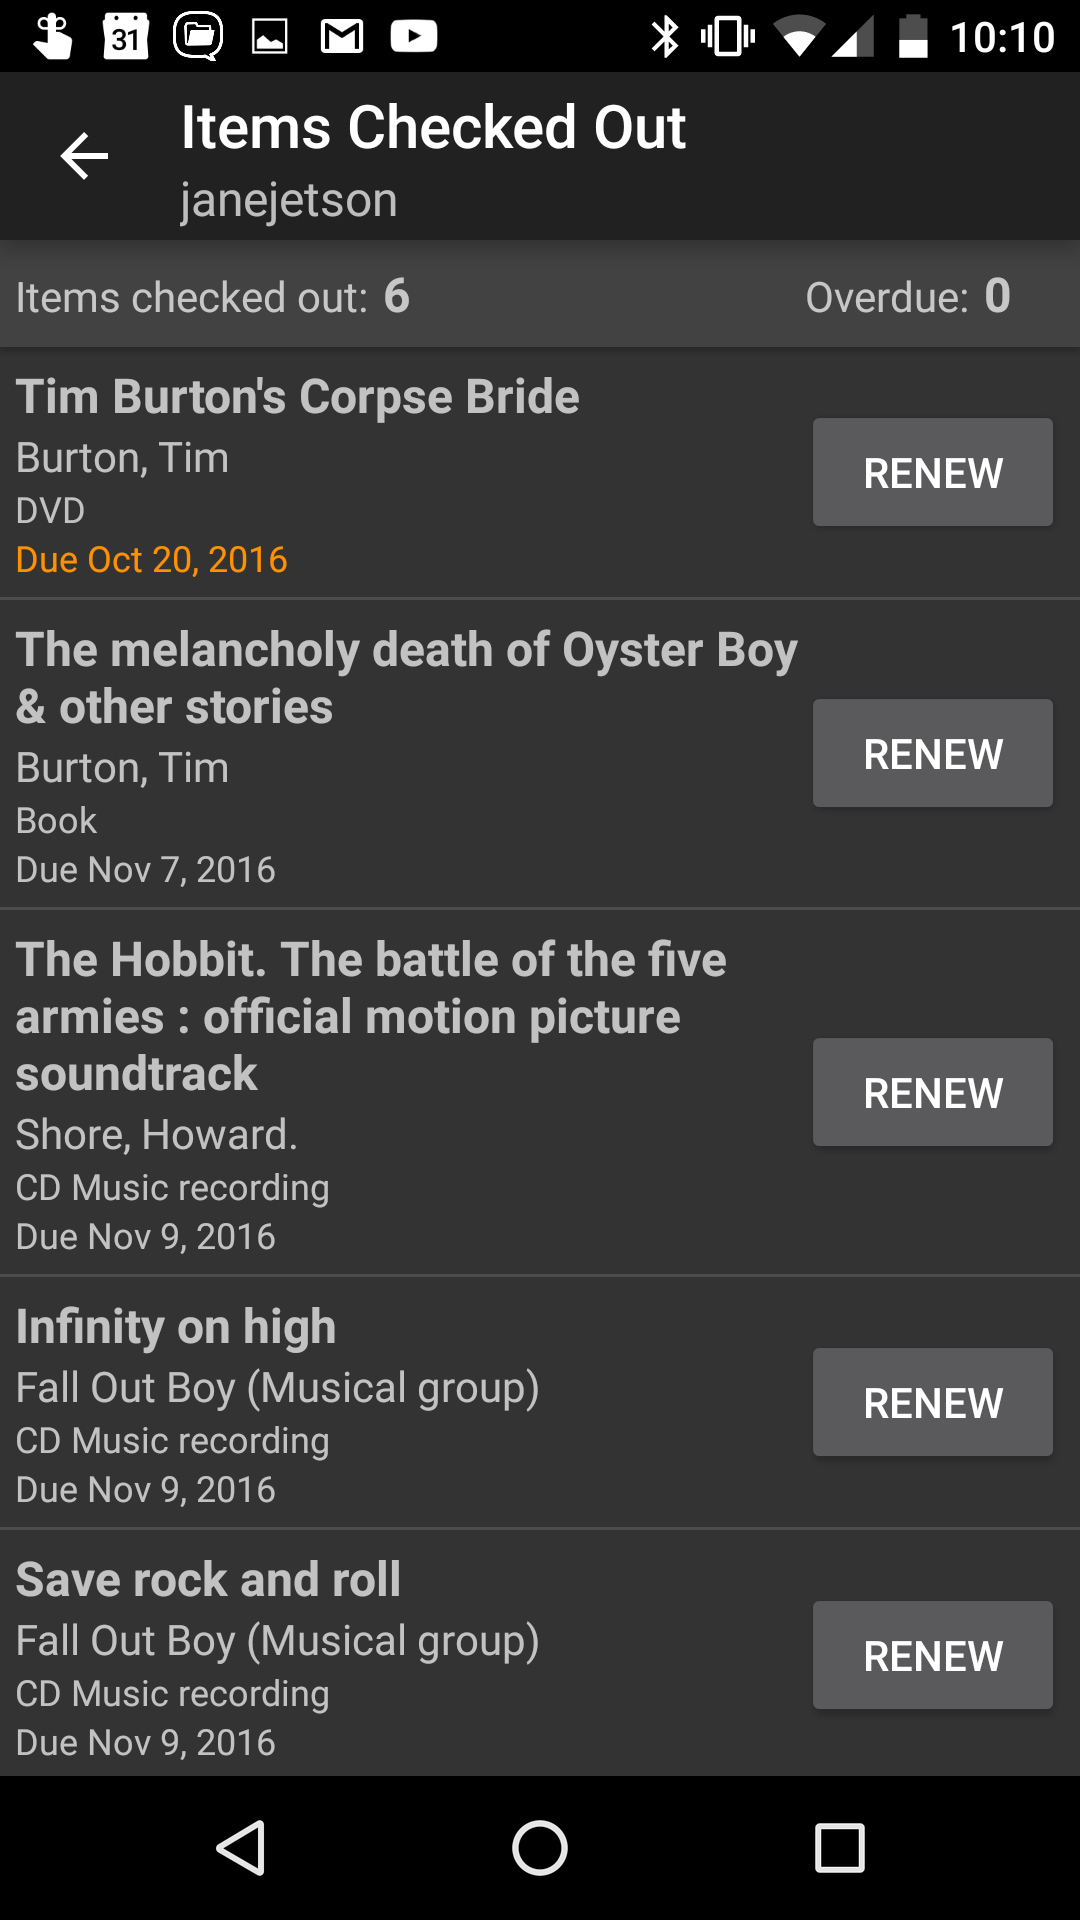 31
10:10
Items Checked Out
janejetson
Items checked out: 6
Overdue: 0
Tim Burton's Corpse Bride
Burton, Tim
DVD
Due Oct 20, 2016
RENEW
The melancholy death of Oyster Boy
& other stories
Burton, Tim
Book
Due Nov 7, 2016
RENEW
The Hobbit. The battle of the five
armies : official motion picture
soundtrack
Shore, Howard.
CD Music recording
Due Nov 9, 2016
RENEW
Infinity on high
Fall Out Boy (Musical group)
CD Music recording
Due Nov 9, 2016
RENEW
Save rock and roll
Fall Out Boy (Musical group)
CD Music recording
Due Nov 9, 2016
RENEW